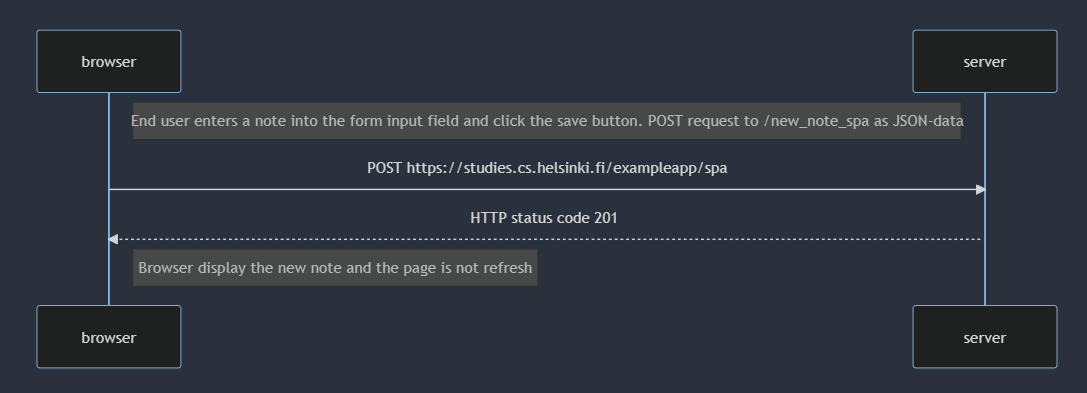 browser
server
End user enters a note into the form input field and click the save button. POST request to /new_note_spa as JSON-data
POST https://studies.cs.helsinki.fi/exampleapp/spa
HTTP status code 201
Browser display the new note and the page is not refresh
browser
server